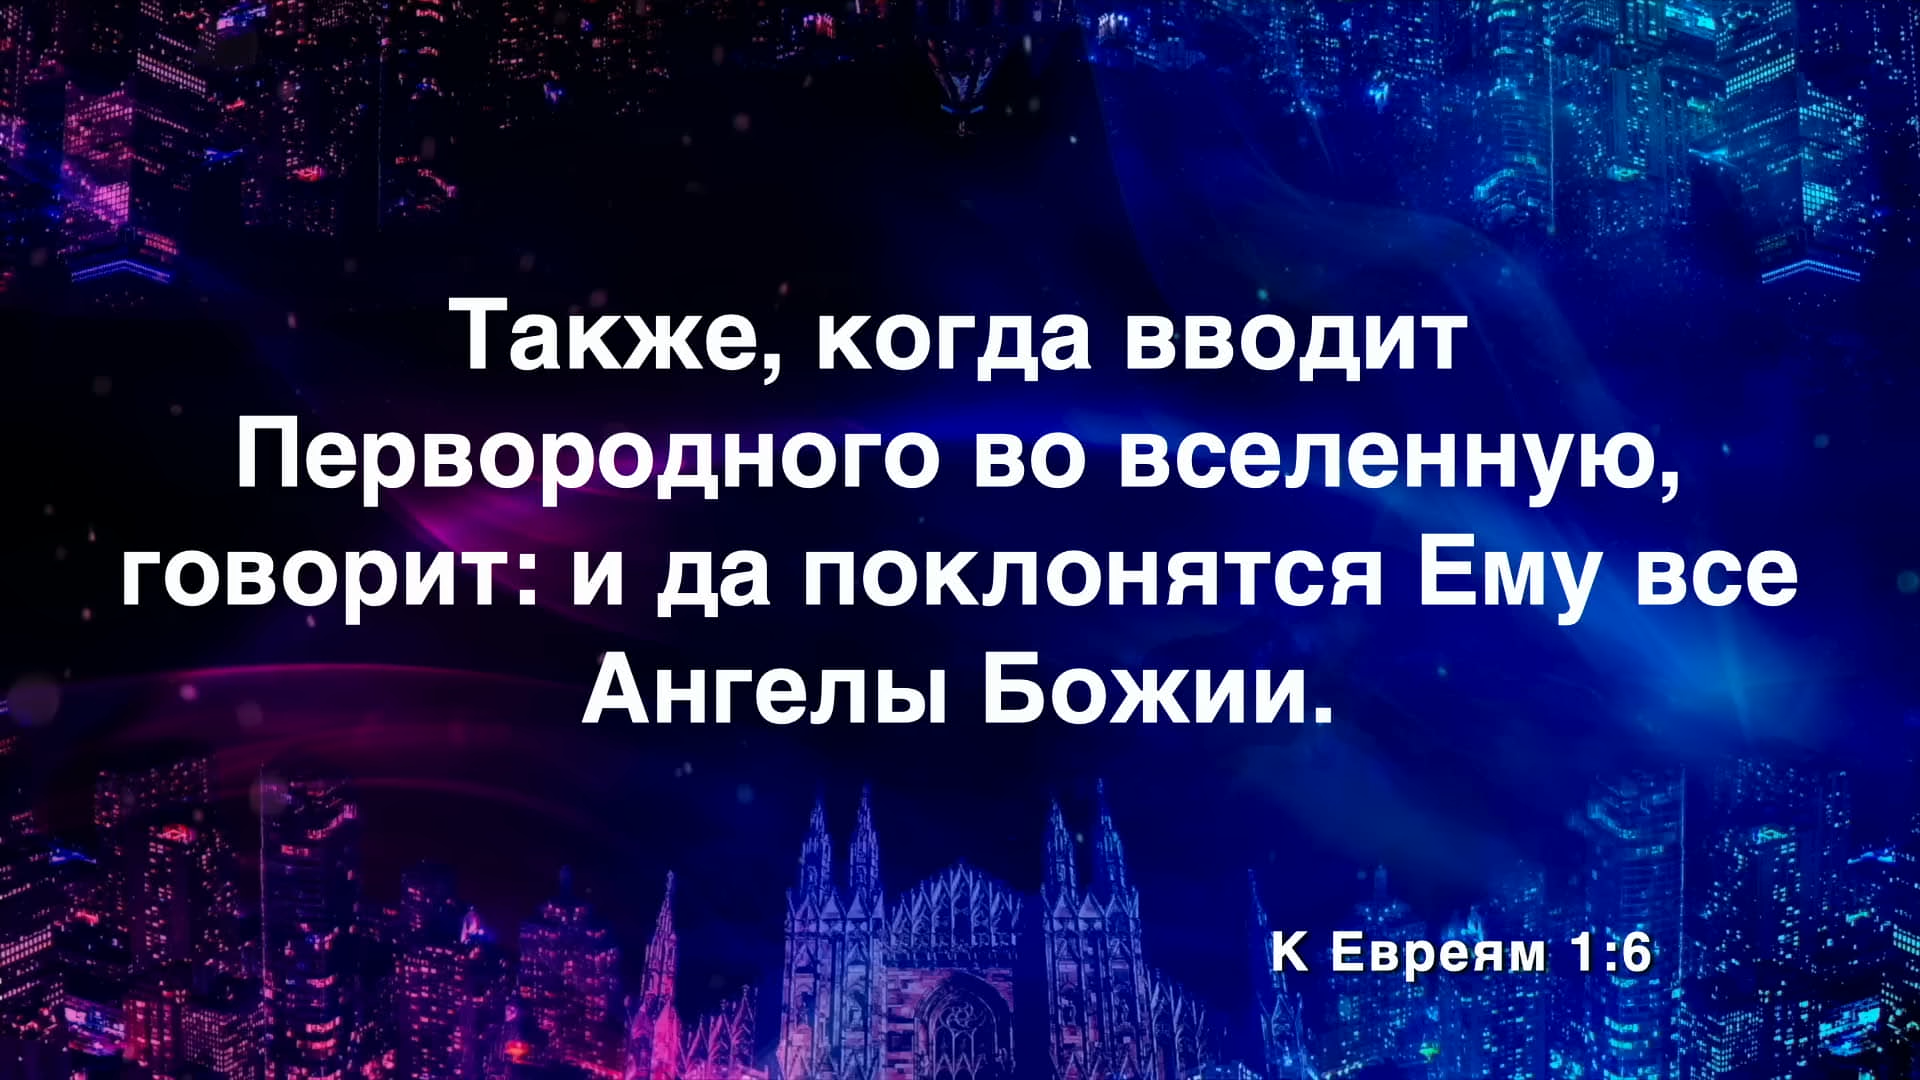 Также, когда вводит
Первородного во вселенную,
говорит: и да поклонятся Ему все
Ангелы Божии.
К Евреям 1:6